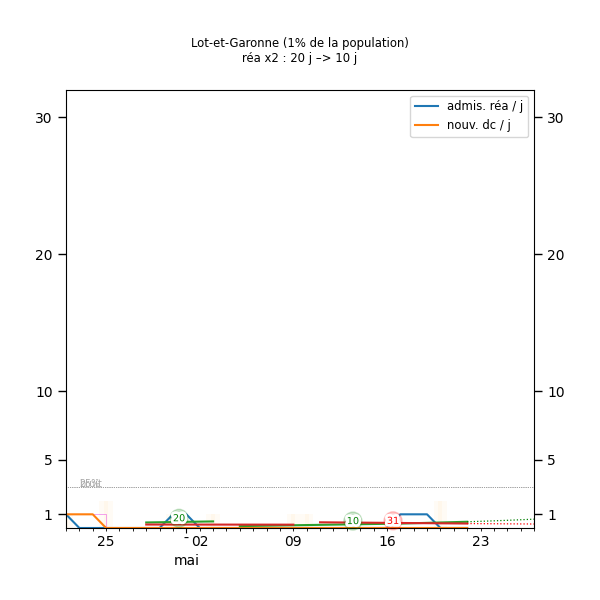 Lot-et-Garonne (1% de la population)
réa x2 : 20 j –> 10 j
admis. réa / j
nouv. dc / j
30 30
20 20
10 10
5 5
1 1
20 10 31
25 02 09 16 23
mai